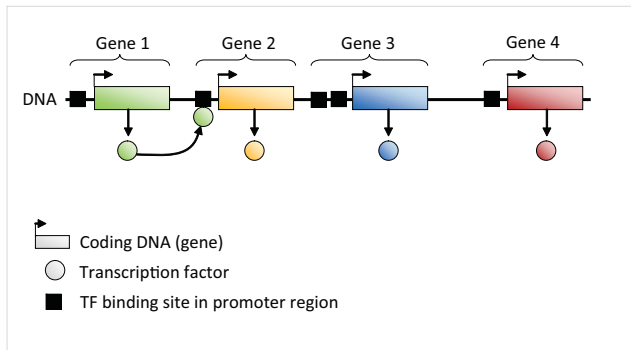 Gene 1 Gene 2 Gene 3 Gene 4
DNA
Coding DNA (gene)
Transcription factor
TF binding site in promoter region